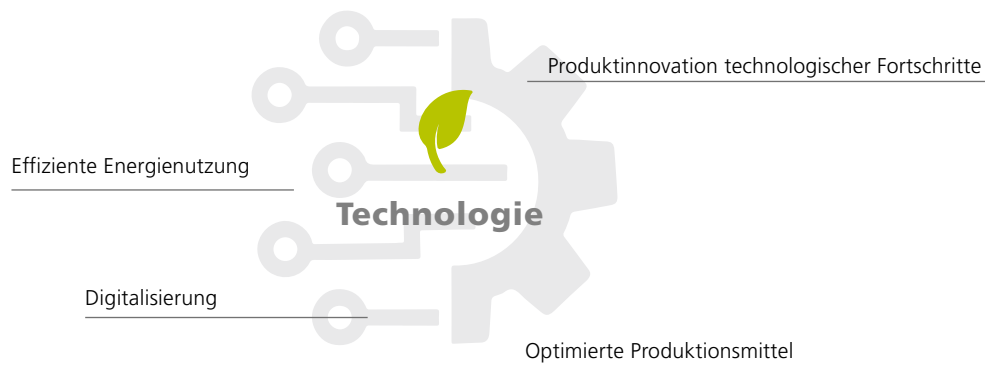 Produktinnovation technologischer Fortschritte
Effiziente Energienutzung
Technologie
Digitalisierung
Optimierte Produktionsmittel